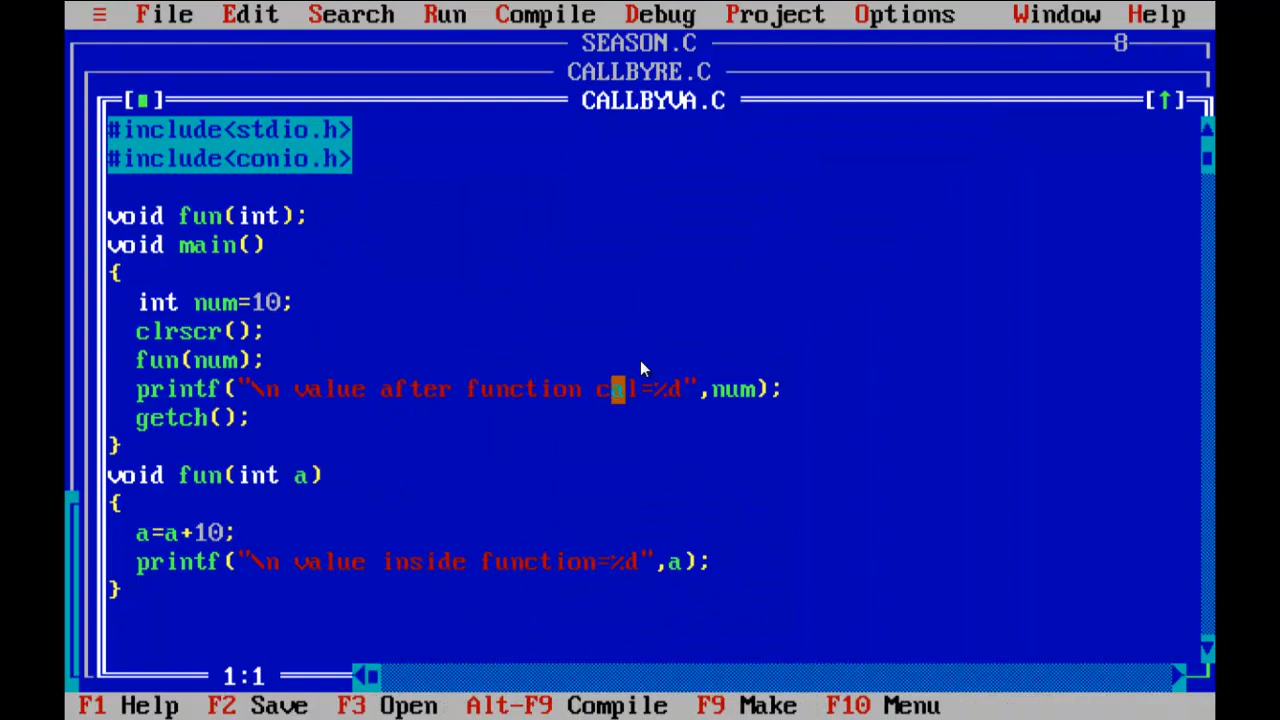 ≡ File Edit Search Run Compile Debug Project Options Window Help
SEASON.C 8
CALLBYRE.C
[■] CALLBYVA.C [↑]
#include<stdio.h>
#include<conio.h>
void fun(int);
void main()
{
int num=10;
clrscr();
fun(num);
printf("\n value after function cal=%d",num);
getch();
}
void fun(int a)
{
a=a+10;
printf("\n value inside function=%d",a);
}
1:1
F1 Help F2 Save F3 Open Alt-F9 Compile F9 Make F10 Menu